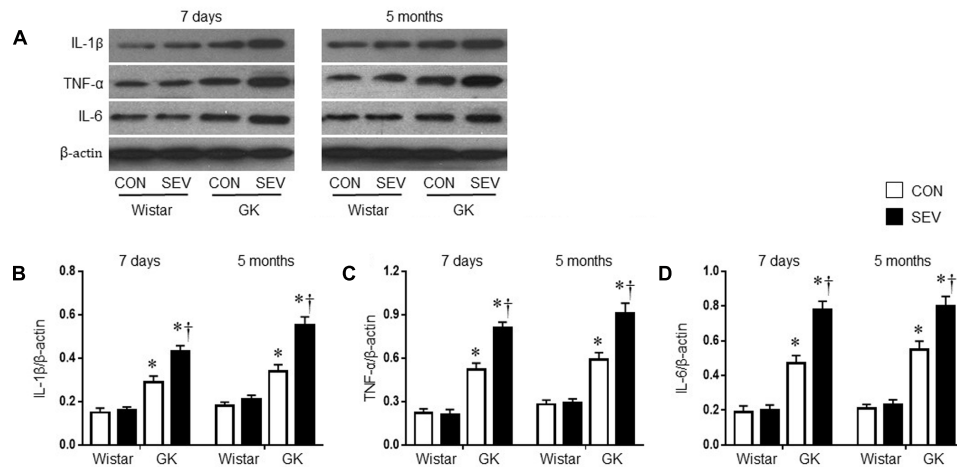 7 days 5 months
A
IL-1β
TNF-α
IL-6
β-actin
CON SEV CON SEV CON SEV CON SEV
Wistar GK Wistar GK
CON
SEV
B
7 days 5 months
IL-1β/β-actin
0.8
0.6
0.4
0.2
0.0
* *† * *†
Wistar GK Wistar GK
C
7 days 5 months
TNF-α/β-actin
1.2
0.9
0.6
0.3
0.0
* *† * *†
Wistar GK Wistar GK
D
7 days 5 months
IL-6/β-actin
1.0
0.8
0.6
0.4
0.2
0.0
* *† * *†
Wistar GK Wistar GK